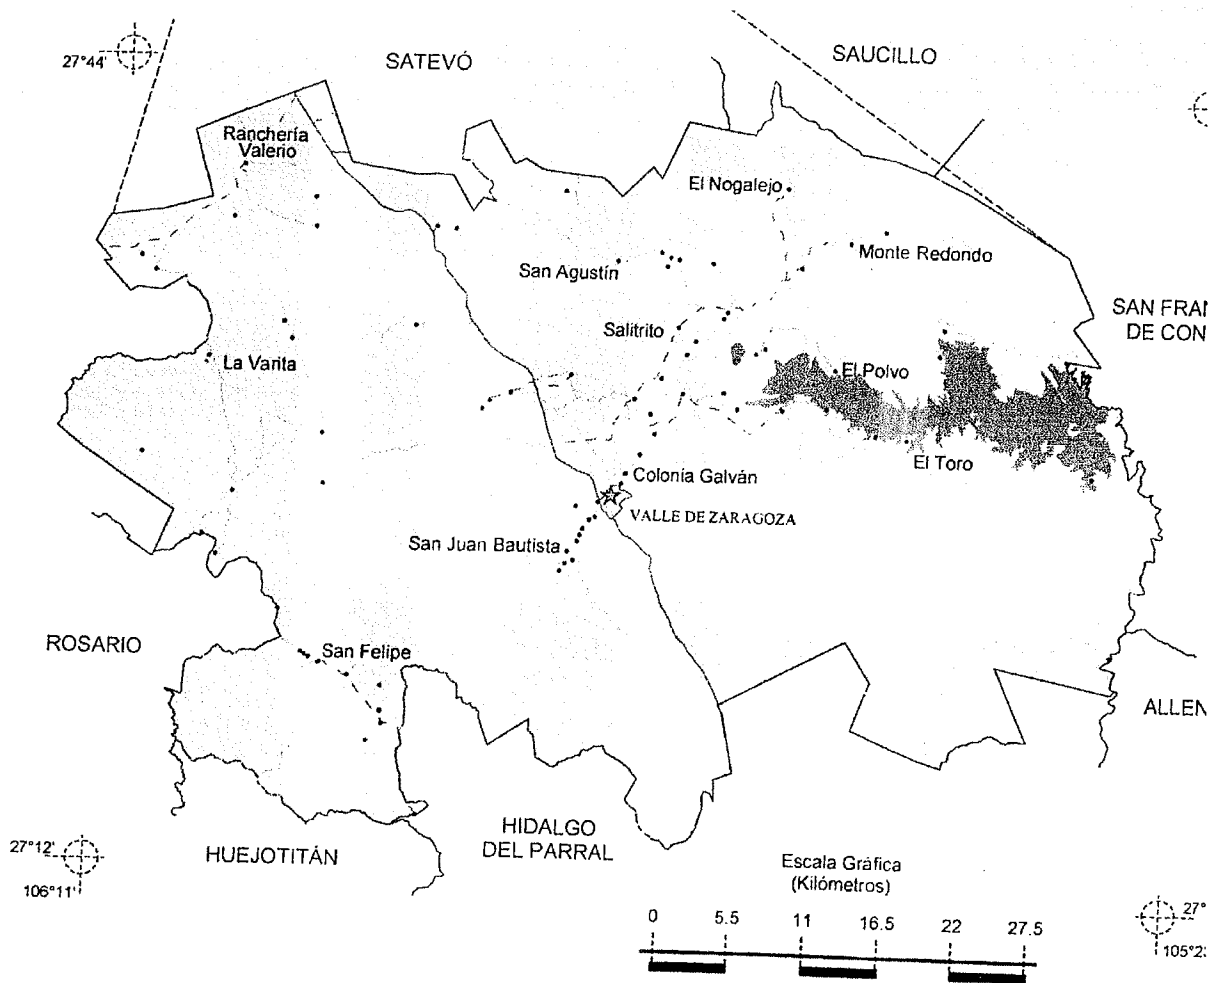 27°44'
SATEVÓ
SAUCILLO
Ranchería
Valerio
El Nogalejo
Monte Redondo
San Agustín
SAN FRAN
DE CON
Salitrito
La Varita
El Polvo
El Toro
Colonia Galván
VALLE DE ZARAGOZA
San Juan Bautista
ROSARIO
San Felipe
ALLEN
HIDALGO
DEL PARRAL
27°12'
HUEJOTITÁN
106°11'
Escala Gráfica
(Kilómetros)
0 5.5 11 16.5 22 27.5
27°
105°2